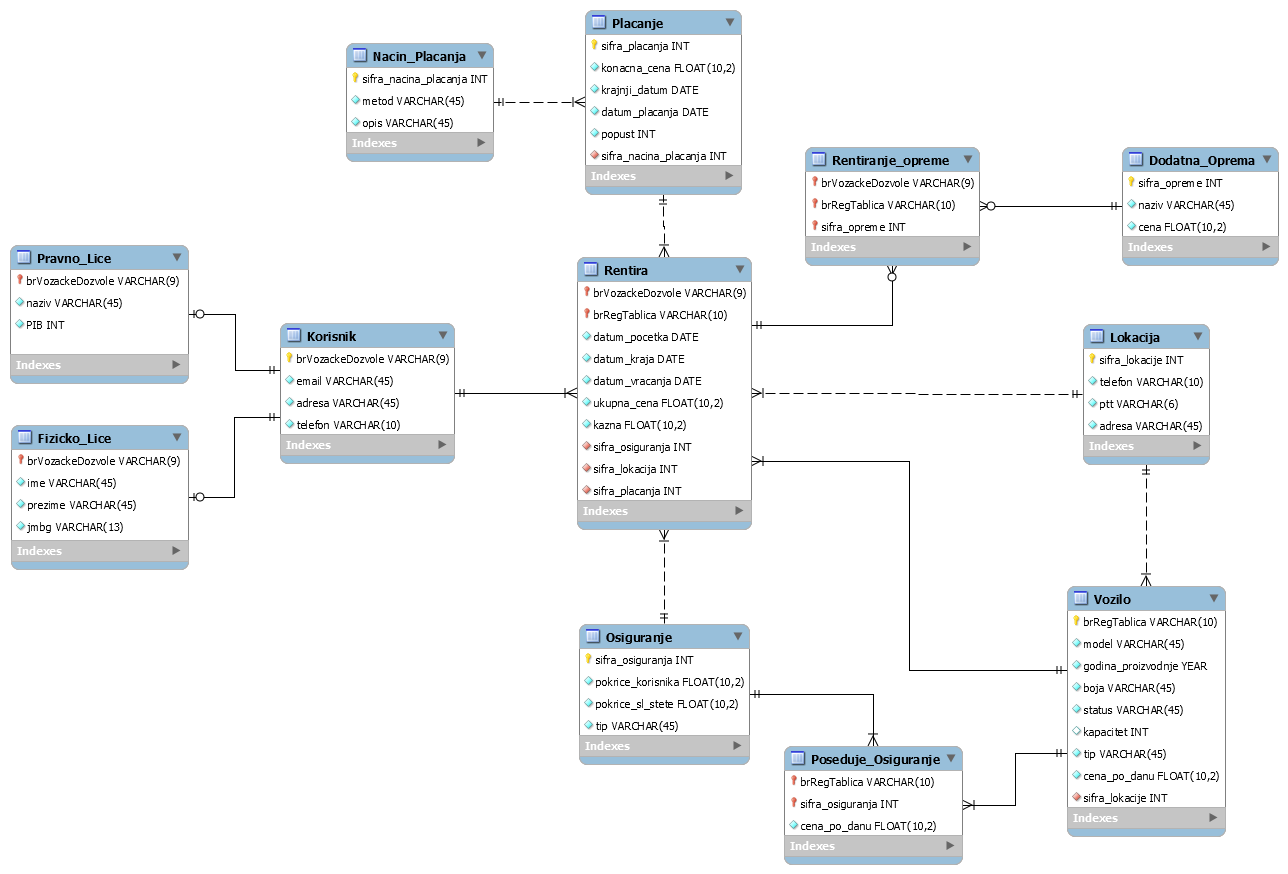 Placanje
sifra_placanja INT
konacna_cena FLOAT(10,2)
krajnji_datum DATE
datum_placanja DATE
popust INT
sifra_nacina_placanja INT
Indexes
Nacin_Placanja
sifra_nacina_placanja INT
metod VARCHAR(45)
opis VARCHAR(45)
Indexes
Rentiranje_opreme
brVozackeDozvole VARCHAR(9)
brRegTablica VARCHAR(10)
sifra_opreme INT
Indexes
Dodatna_Oprema
sifra_opreme INT
naziv VARCHAR(45)
cena FLOAT(10,2)
Indexes
Pravno_Lice
brVozackeDozvole VARCHAR(9)
naziv VARCHAR(45)
PIB INT
Indexes
Rentira
brVozackeDozvole VARCHAR(9)
brRegTablica VARCHAR(10)
datum_pocetka DATE
datum_kraja DATE
datum_vracanja DATE
ukupna_cena FLOAT(10,2)
kazna FLOAT(10,2)
sifra_osiguranja INT
sifra_lokacija INT
sifra_placanja INT
Indexes
Korisnik
brVozackeDozvole VARCHAR(9)
email VARCHAR(45)
adresa VARCHAR(45)
telefon VARCHAR(10)
Indexes
Lokacija
sifra_lokacije INT
telefon VARCHAR(10)
ptt VARCHAR(6)
adresa VARCHAR(45)
Indexes
Fizicko_Lice
brVozackeDozvole VARCHAR(9)
ime VARCHAR(45)
prezime VARCHAR(45)
jmbg VARCHAR(13)
Indexes
Vozilo
brRegTablica VARCHAR(10)
model VARCHAR(45)
godina_proizvodnje YEAR
boja VARCHAR(45)
status VARCHAR(45)
kapacitet INT
tip VARCHAR(45)
cena_po_danu FLOAT(10,2)
sifra_lokacije INT
Indexes
Osiguranje
sifra_osiguranja INT
pokrice_korisnika FLOAT(10,2)
pokrice_sl_stete FLOAT(10,2)
tip VARCHAR(45)
Indexes
Poseduje_Osiguranje
brRegTablica VARCHAR(10)
sifra_osiguranja INT
cena_po_danu FLOAT(10,2)
Indexes